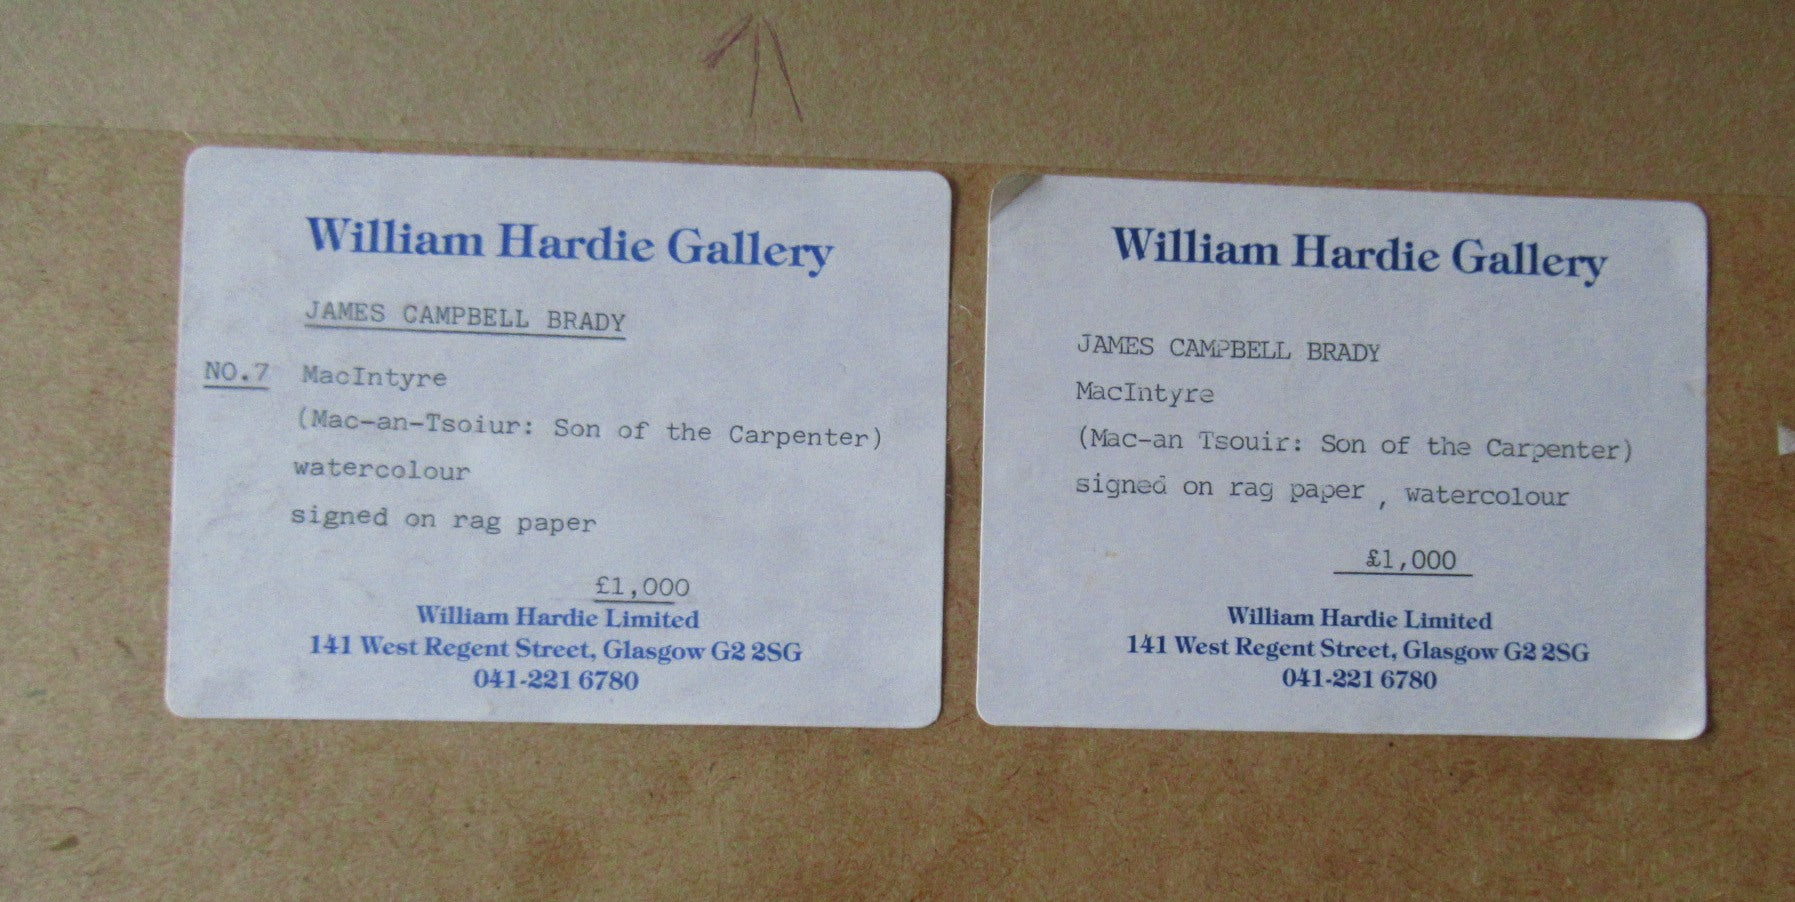 William Hardie Gallery
JAMES CAMPBELL BRADY
NO.7 MacIntyre
(Mac-an-Tsoiur: Son of the Carpenter)
watercolour
signed on rag paper
£1,000
William Hardie Limited
141 West Regent Street, Glasgow G2 2SG
041-221 6780
William Hardie Gallery
JAMES CAMPBELL BRADY
MacIntyre
(Mac-an Tsouir: Son of the Carpenter)
signed on rag paper , watercolour
£1,000
William Hardie Limited
141 West Regent Street, Glasgow G2 2SG
041-221 6780